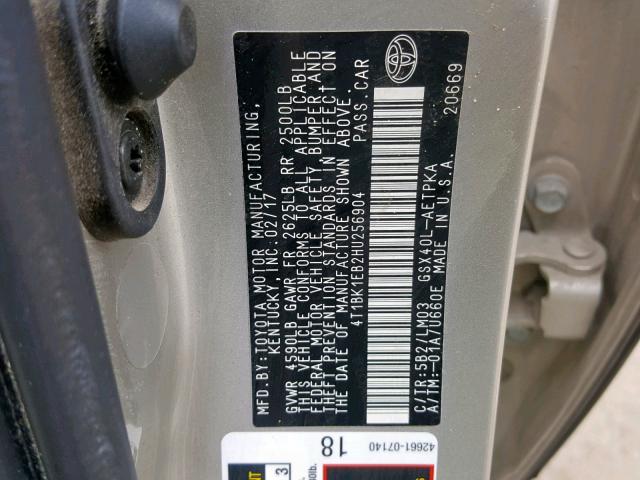 MFD.BY:TOYOTA MOTOR MANUFACTURING,
KENTUCKY, INC.02/17
GVWR 4590LB GAWR FR 2625LB RR 2500LB
THIS VEHICLE CONFORMS TO ALL APPLICABLE
FEDERAL MOTOR VEHICLE SAFETY, BUMPER,AND
THEFT PREVENTION STANDARDS IN EFFECT ON
DATE OF MANUFACTURE SHOWN ABOVE.
4T1BK1EB2HU256904 PASS.CAR
C/TR:5B2/LM03 GSX40L-AETPKA
A/TM:-01A/U660E MADE IN U.S.A. 20669
42661-07140
18
3